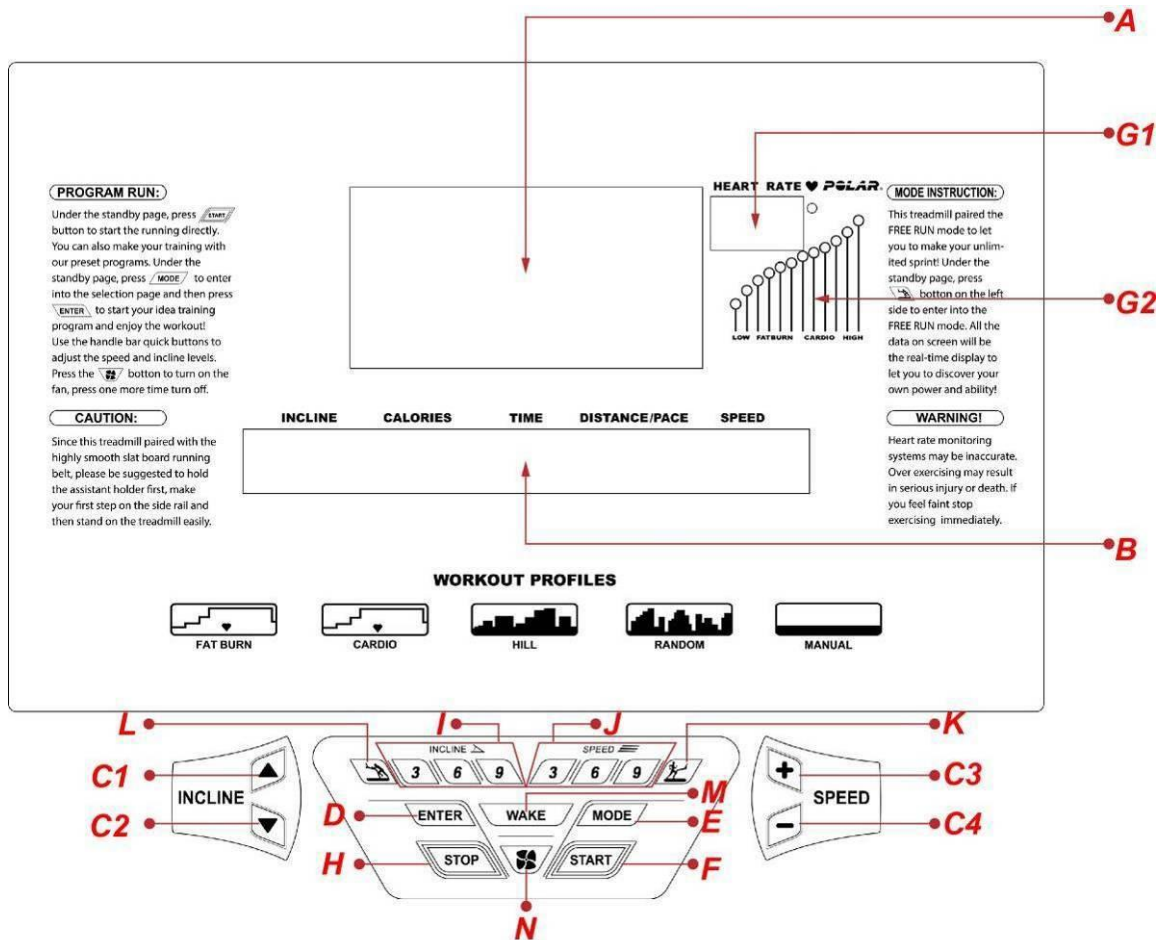 A
G1
HEART RATE ♥ POLAR®
PROGRAM RUN:
Under the standby page, press START
button to start the running directly.
You can also make your training with
our preset programs. Under the
standby page, press MODE to enter
into the selection page and then press
ENTER to start your idea training
program and enjoy the workout!
Use the handle bar quick buttons to
adjust the speed and incline levels.
Press the botton to turn on the
fan, press one more time turn off.
MODE INSTRUCTION:
This treadmill paired the
FREE RUN mode to let
you to make your unlim-
ited sprint! Under the
standby page, press
botton on the left
side to enter into the
FREE RUN mode. All the
data on screen will be
the real-time display to
let you to discover your
own power and ability!
G2
LOW FATBURN CARDIO HIGH
CAUTION:
Since this treadmill paired with the
highly smooth slat board running
belt, please be suggested to hold
the assistant holder first, make
your first step on the side rail and
then stand on the treadmill easily.
INCLINE CALORIES TIME DISTANCE/PACE SPEED
WARNING!
Heart rate monitoring
systems may be inaccurate.
Over exercising may result
in serious injury or death. If
you feel faint stop
exercising immediately.
B
WORKOUT PROFILES
FAT BURN CARDIO HILL RANDOM MANUAL
L I J K
INCLINE SPEED
3 6 9 3 6 9
C1 C3
INCLINE SPEED
C2 C4
D M E
ENTER WAKE MODE
H STOP START F
N